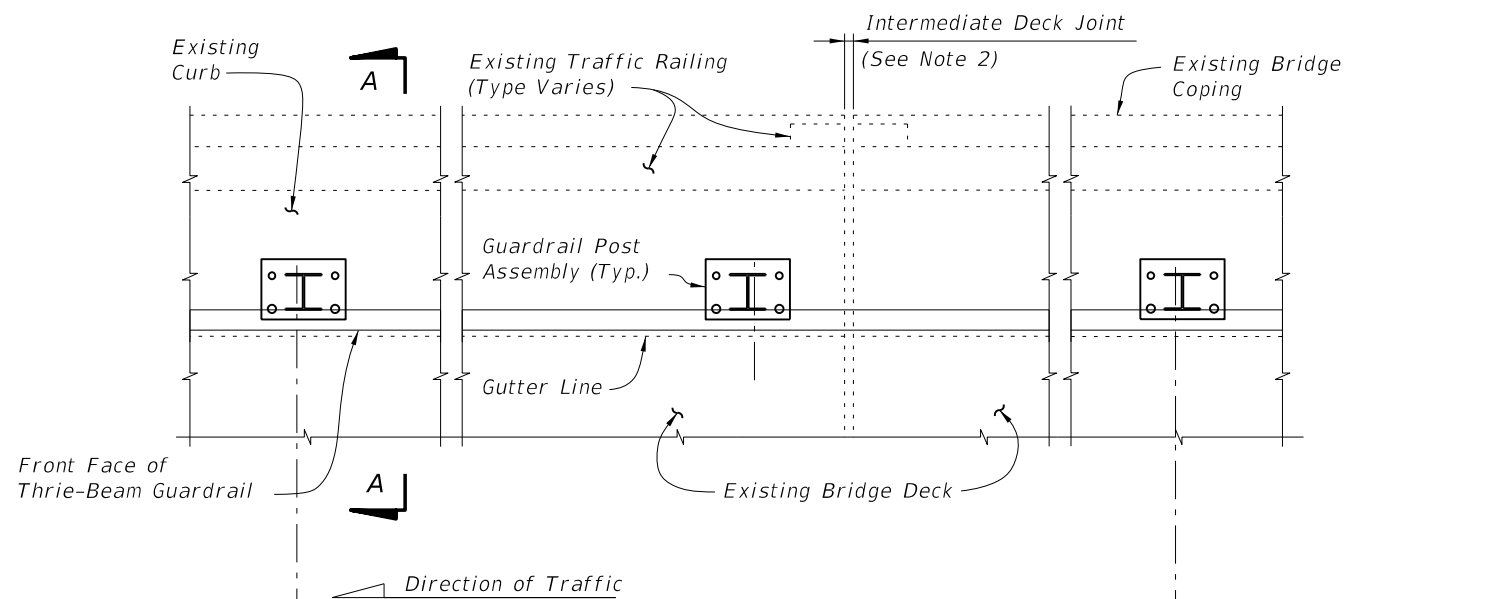 Intermediate Deck Joint
(See Note 2)
Existing
Curb
A
Existing Traffic Railing
(Type Varies)
Existing Bridge
Coping
Guardrail Post
Assembly (Typ.)
Gutter Line
Front Face of
Thrie-Beam Guardrail
A
Existing Bridge Deck
Direction of Traffic